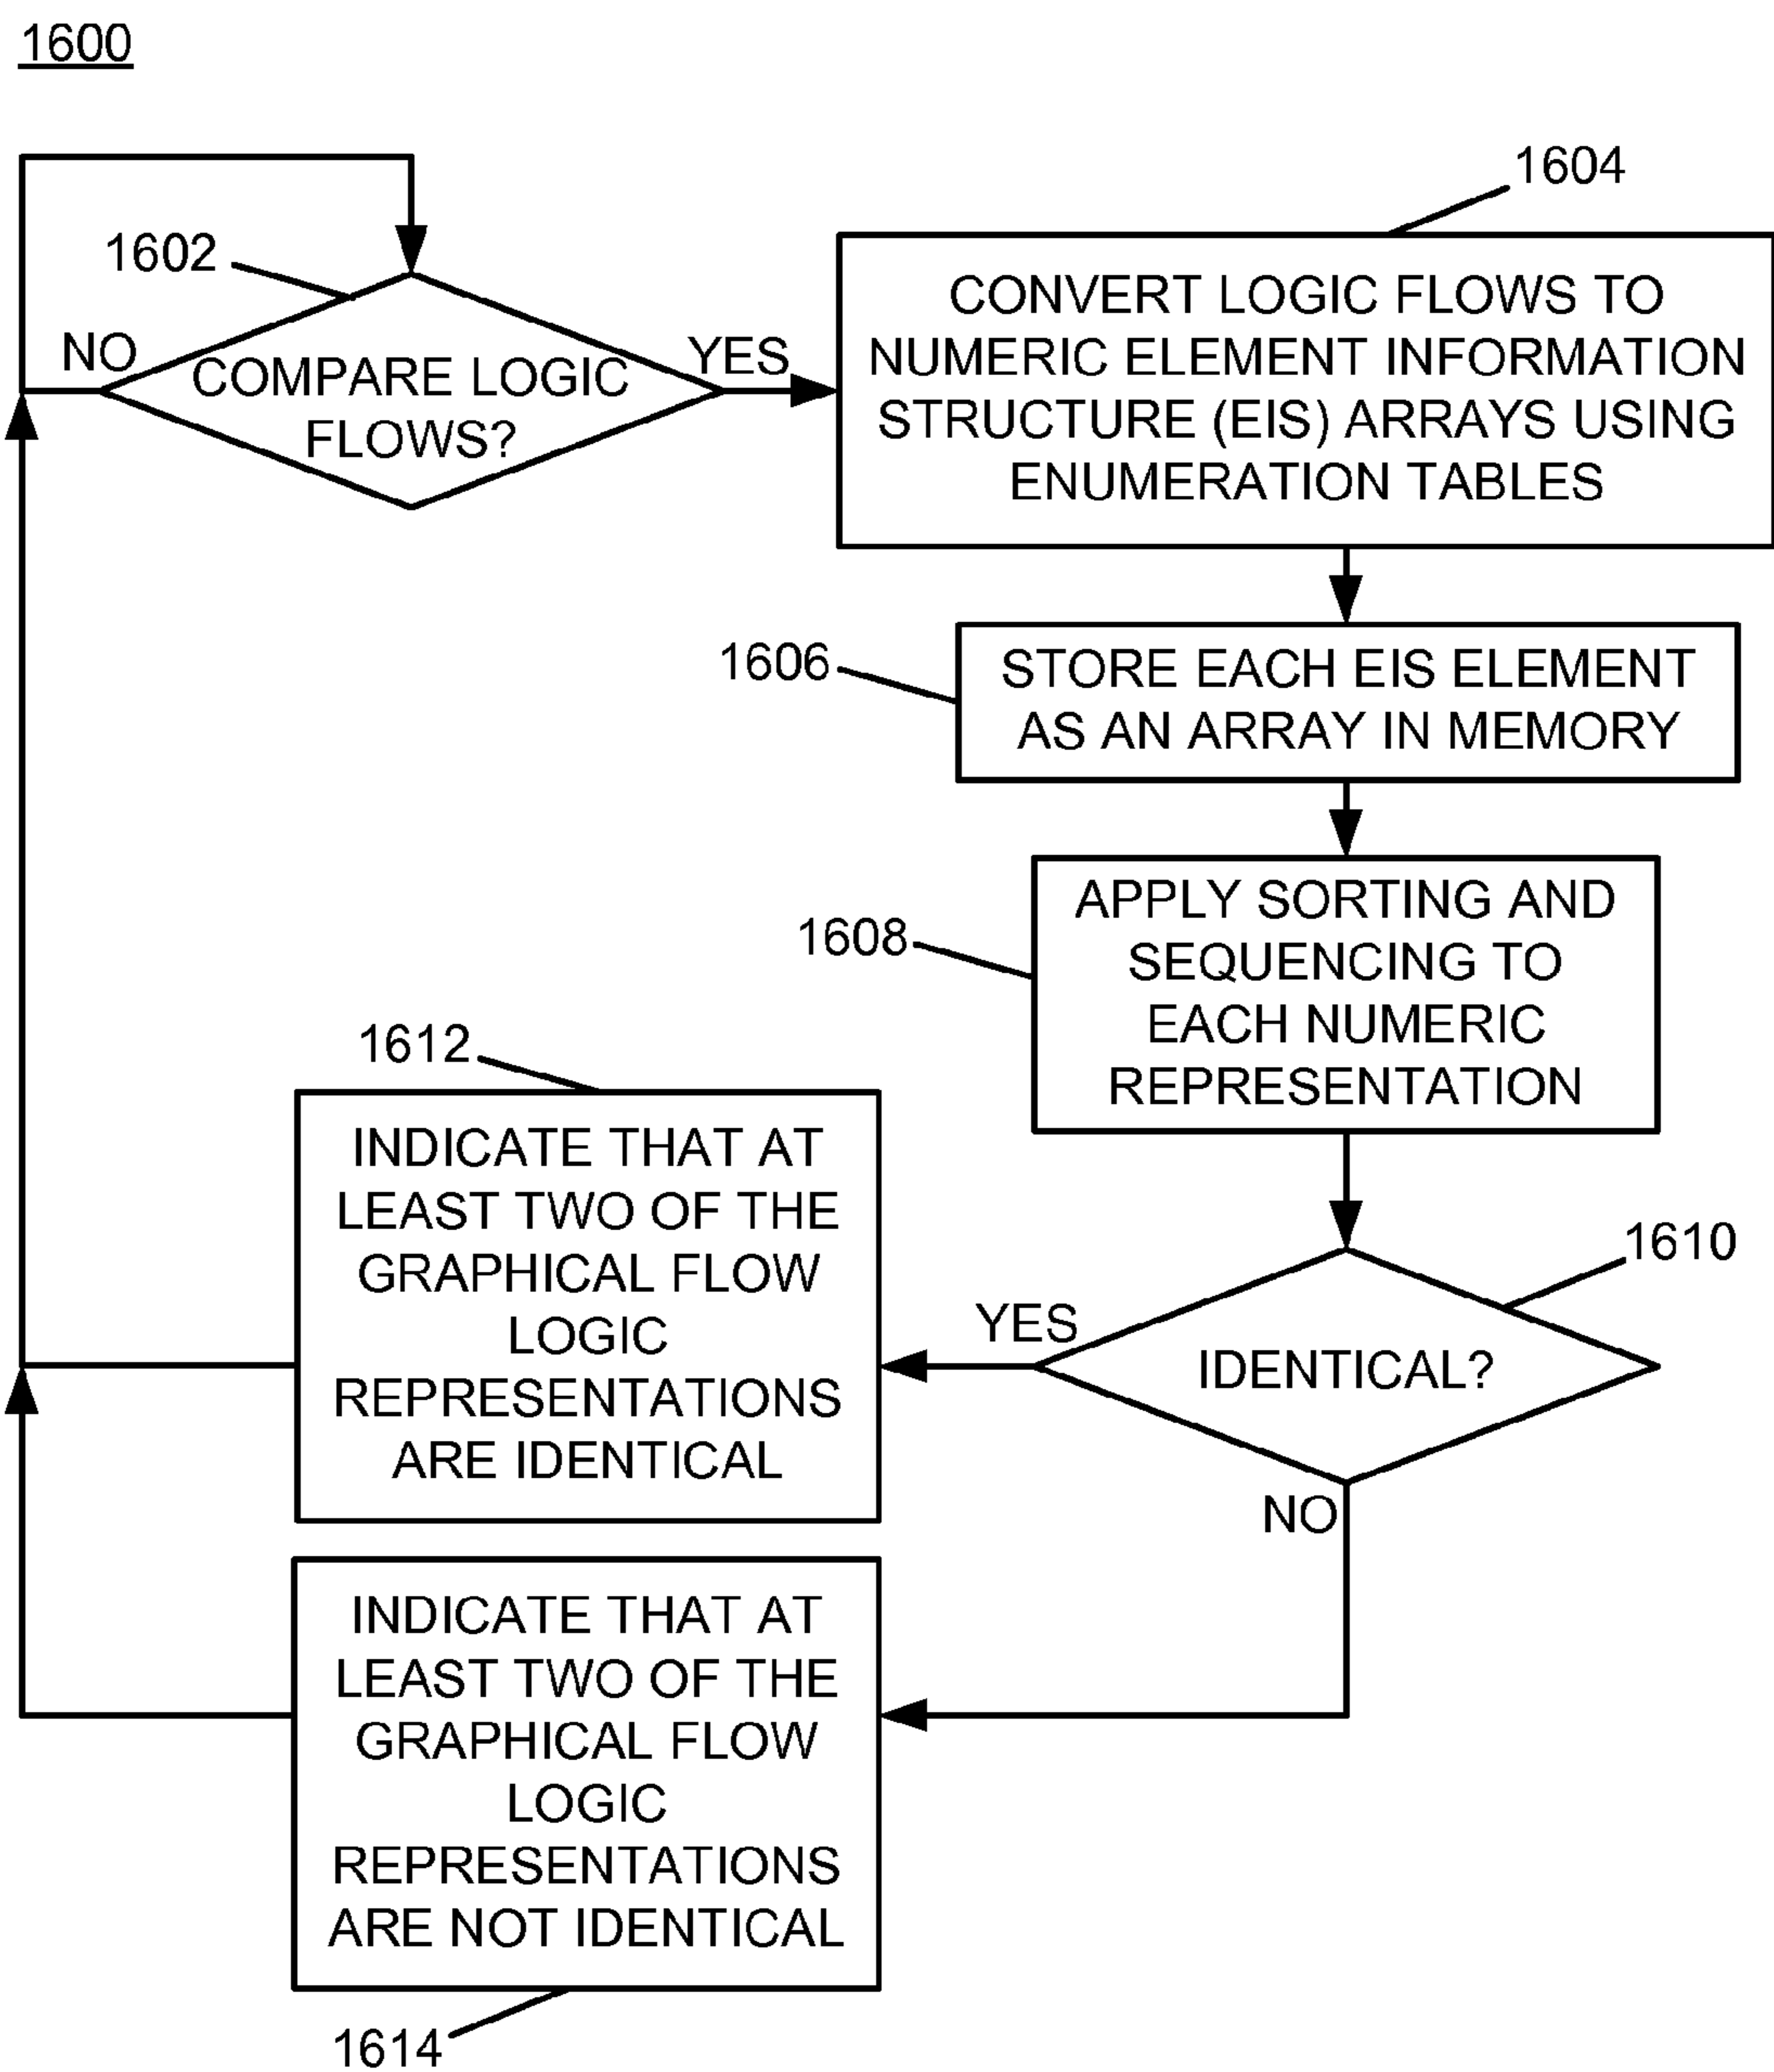 1600
1602
NO
COMPARE LOGIC
FLOWS?
YES
1604
CONVERT LOGIC FLOWS TO
NUMERIC ELEMENT INFORMATION
STRUCTURE (EIS) ARRAYS USING
ENUMERATION TABLES
1606
STORE EACH EIS ELEMENT
AS AN ARRAY IN MEMORY
1608
APPLY SORTING AND
SEQUENCING TO
EACH NUMERIC
REPRESENTATION
1610
IDENTICAL?
YES
NO
1612
INDICATE THAT AT
LEAST TWO OF THE
GRAPHICAL FLOW
LOGIC
REPRESENTATIONS
ARE IDENTICAL
INDICATE THAT AT
LEAST TWO OF THE
GRAPHICAL FLOW
LOGIC
REPRESENTATIONS
ARE NOT IDENTICAL
1614